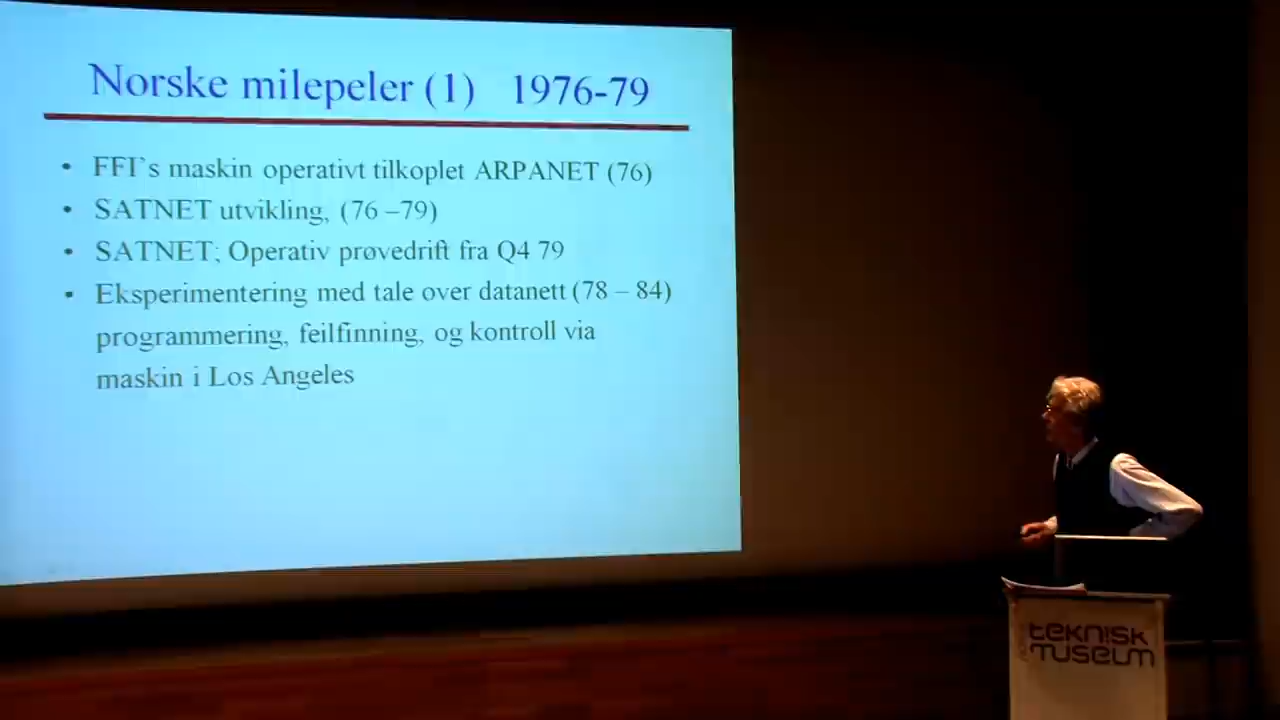 Norske milepeler (1) 1976-79
• FFI's maskin operativt tilkoplet ARPANET (76)
• SATNET utvikling, (76 –79)
• SATNET; Operativ prøvedrift fra Q4 79
• Eksperimentering med tale over datanett (78 – 84)
programmering, feilfinning, og kontroll via
maskin i Los Angeles
teknisk
museum